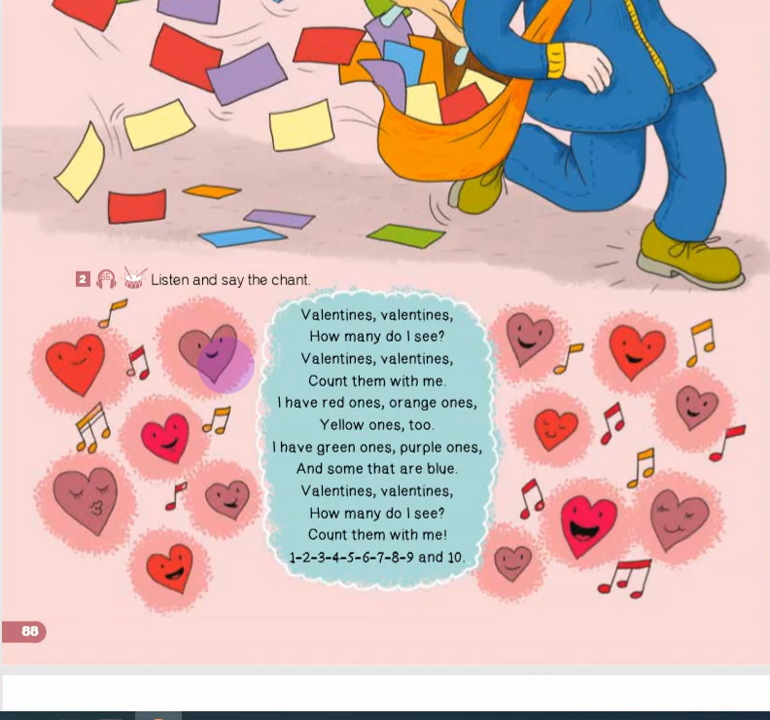 2 Listen and say the chant.
Valentines, valentines,
How many do I see?
Valentines, valentines,
Count them with me.
I have red ones, orange ones,
Yellow ones, too.
I have green ones, purple ones,
And some that are blue.
Valentines, valentines,
How many do I see?
Count them with me!
1-2-3-4-5-6-7-8-9 and 10.
88